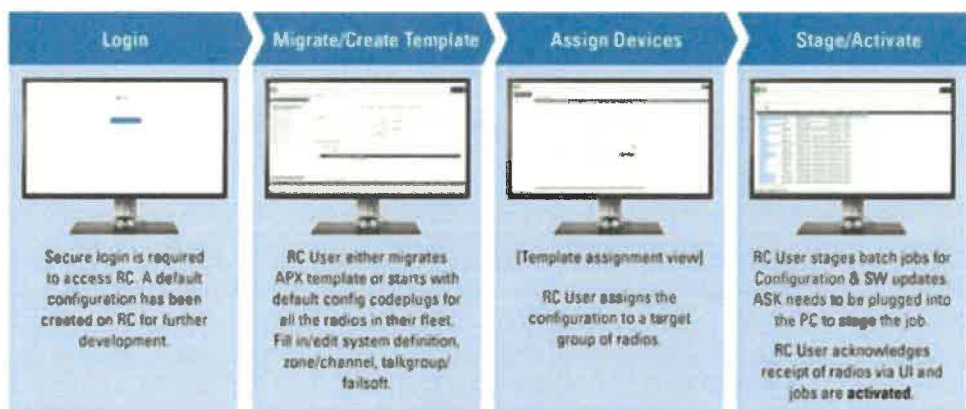 Login
Migrate/Create Template
Assign Devices
Stage/Activate
Secure login is required
to access RC. A default
configuration has been
created on RC for further
development.
RC User either migrates
APX template or starts with
default config codeplugs for
all the radios in their fleet.
Fill in/edit system definition,
zone/channel, talkgroup/
failsoft.
[Template assignment view]
RC User assigns the
configuration to a target
group of radios.
RC User stages batch jobs for
Configuration & SW updates.
ASK needs to be plugged into
the PC to stage the job.
RC User acknowledges
receipt of radios via UI and
jobs are activated.